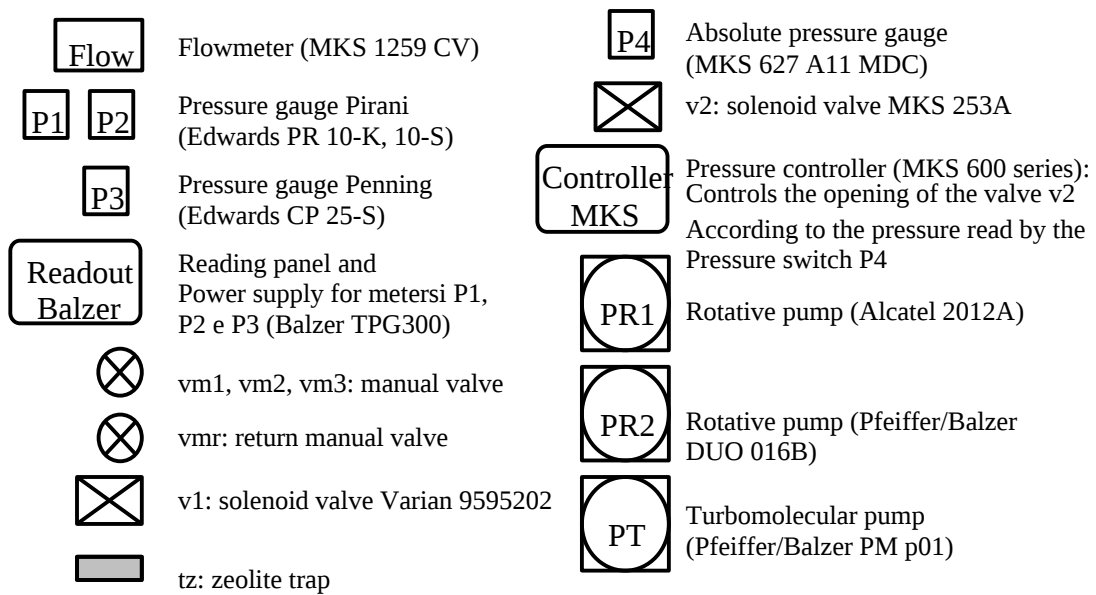 Flow
Flowmeter (MKS 1259 CV)
P1
P2
Pressure gauge Pirani
(Edwards PR 10-K, 10-S)
P3
Pressure gauge Penning
(Edwards CP 25-S)
Readout
Balzer
Reading panel and
Power supply for metersi P1,
P2 e P3 (Balzer TPG300)
vm1, vm2, vm3: manual valve
vmr: return manual valve
v1: solenoid valve Varian 9595202
tz: zeolite trap
P4
Absolute pressure gauge
(MKS 627 A11 MDC)
v2: solenoid valve MKS 253A
Controller
MKS
Pressure controller (MKS 600 series):
Controls the opening of the valve v2
According to the pressure read by the
Pressure switch P4
PR1
Rotative pump (Alcatel 2012A)
PR2
Rotative pump (Pfeiffer/Balzer
DUO 016B)
PT
Turbomolecular pump
(Pfeiffer/Balzer PM p01)